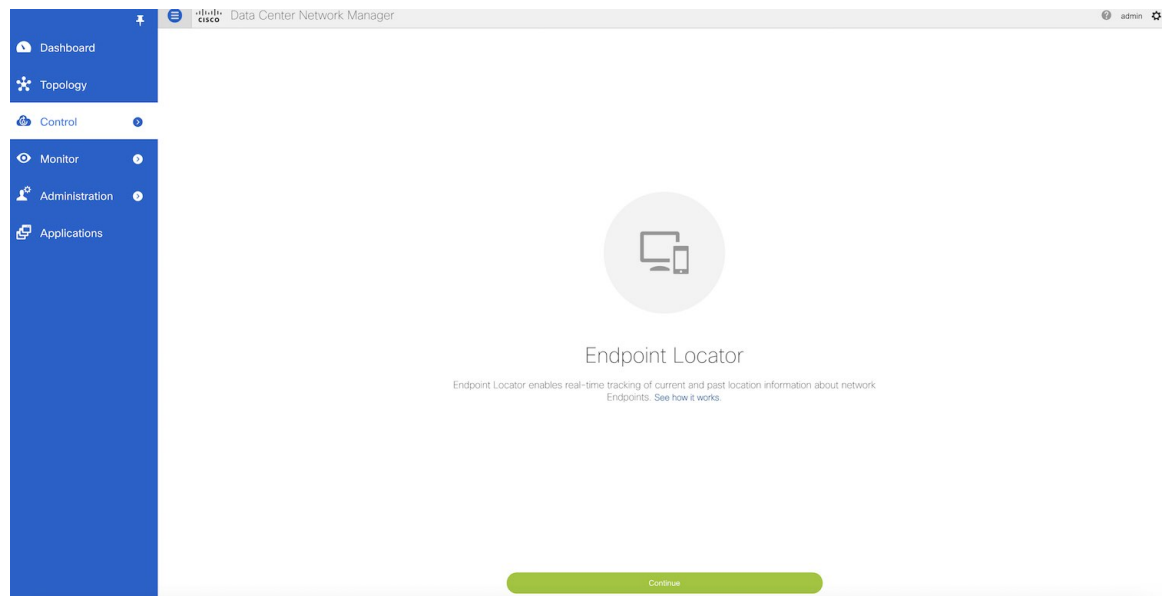 cisco Data Center Network Manager
admin
Dashboard
Topology
Control
Monitor
Administration
Applications
Endpoint Locator
Endpoint Locator enables real-time tracking of current and past location information about network
Endpoints. See how it works.
Continue